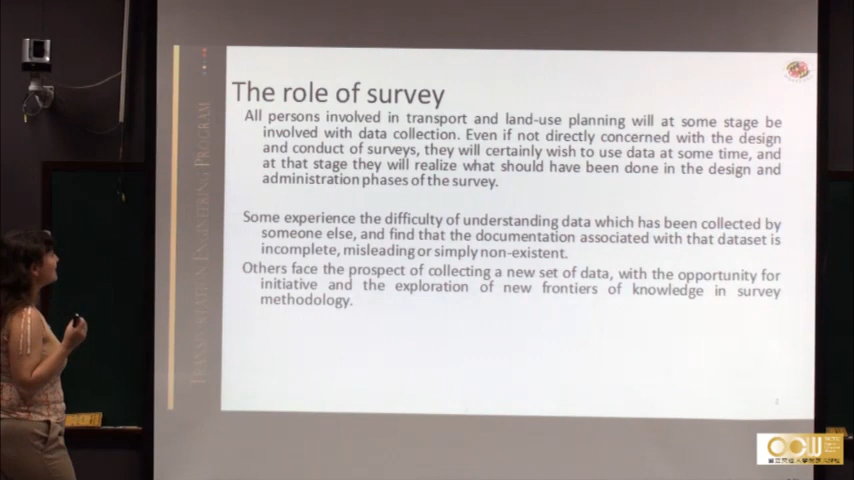 The role of survey
All persons involved in transport and land-use planning will at some stage be
involved with data collection. Even if not directly concerned with the design
and conduct of surveys, they will certainly wish to use data at some time, and
at that stage they will realize what should have been done in the design and
administration phases of the survey.
Some experience the difficulty of understanding data which has been collected by
someone else, and find that the documentation associated with that dataset is
incomplete, misleading or simply non-existent.
Others face the prospect of collecting a new set of data, with the opportunity for
initiative and the exploration of new frontiers of knowledge in survey
methodology.
TRANSPORTATION ENGINEERING PROGRAM
OCW